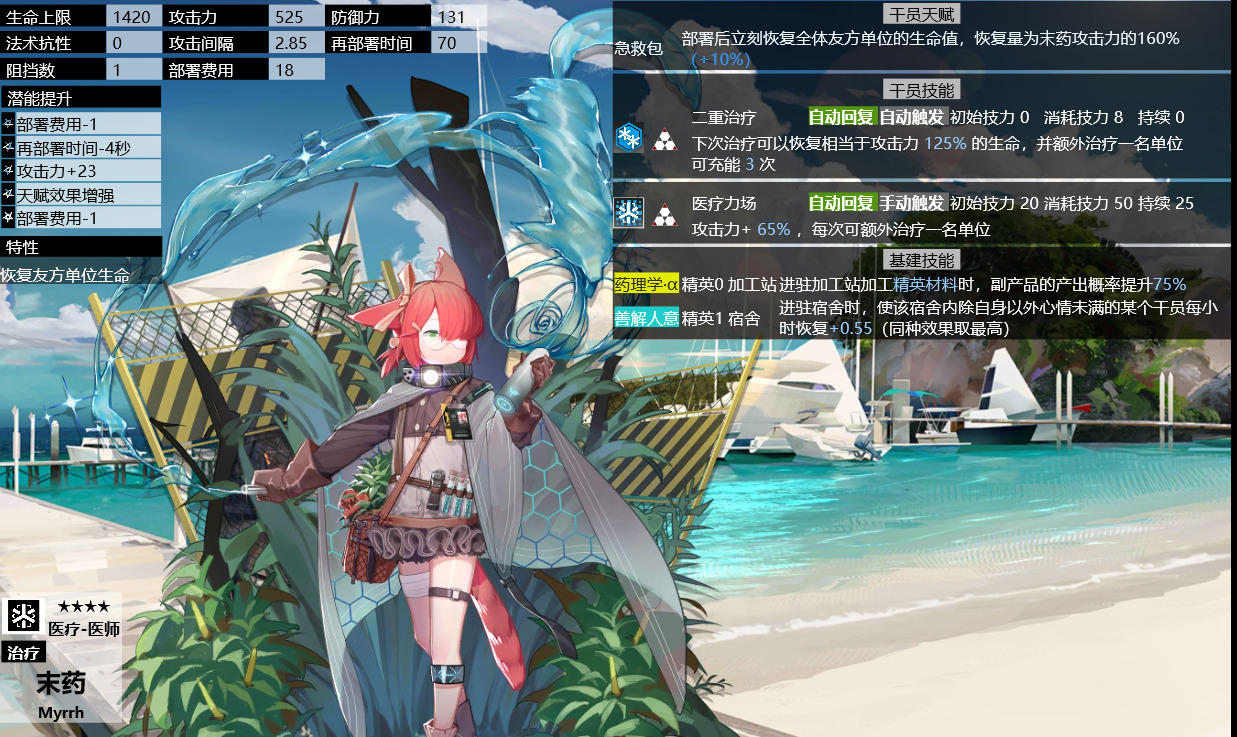 生命上限 1420 攻击力 525 防御力 131
法术抗性 0 攻击间隔 2.85 再部署时间 70
阻挡数 1 部署费用 18
潜能提升
部署费用-1
再部署时间-4秒
攻击力+23
天赋效果增强
部署费用-1
特性
恢复友方单位生命
干员天赋
急救包 部署后立刻恢复全体友方单位的生命值，恢复量为末药攻击力的160%
（+10%）
干员技能
二重治疗 自动回复 自动触发 初始技力 0 消耗技力 8 持续 0
下次治疗可以恢复相当于攻击力 125% 的生命，并额外治疗一名单位
可充能 3 次
医疗力场 自动回复 手动触发 初始技力 20 消耗技力 50 持续 25
攻击力+ 65% ，每次可额外治疗一名单位
基建技能
药理学·α 精英0 加工站 进驻加工站加工精英材料时，副产品的产出概率提升75%
善解人意 精英1 宿舍 进驻宿舍时，使该宿舍内除自身以外心情未满的某个干员每小
时恢复+0.55（同种效果取最高）
★★★★
医疗-医师
治疗
末药
Myrrh